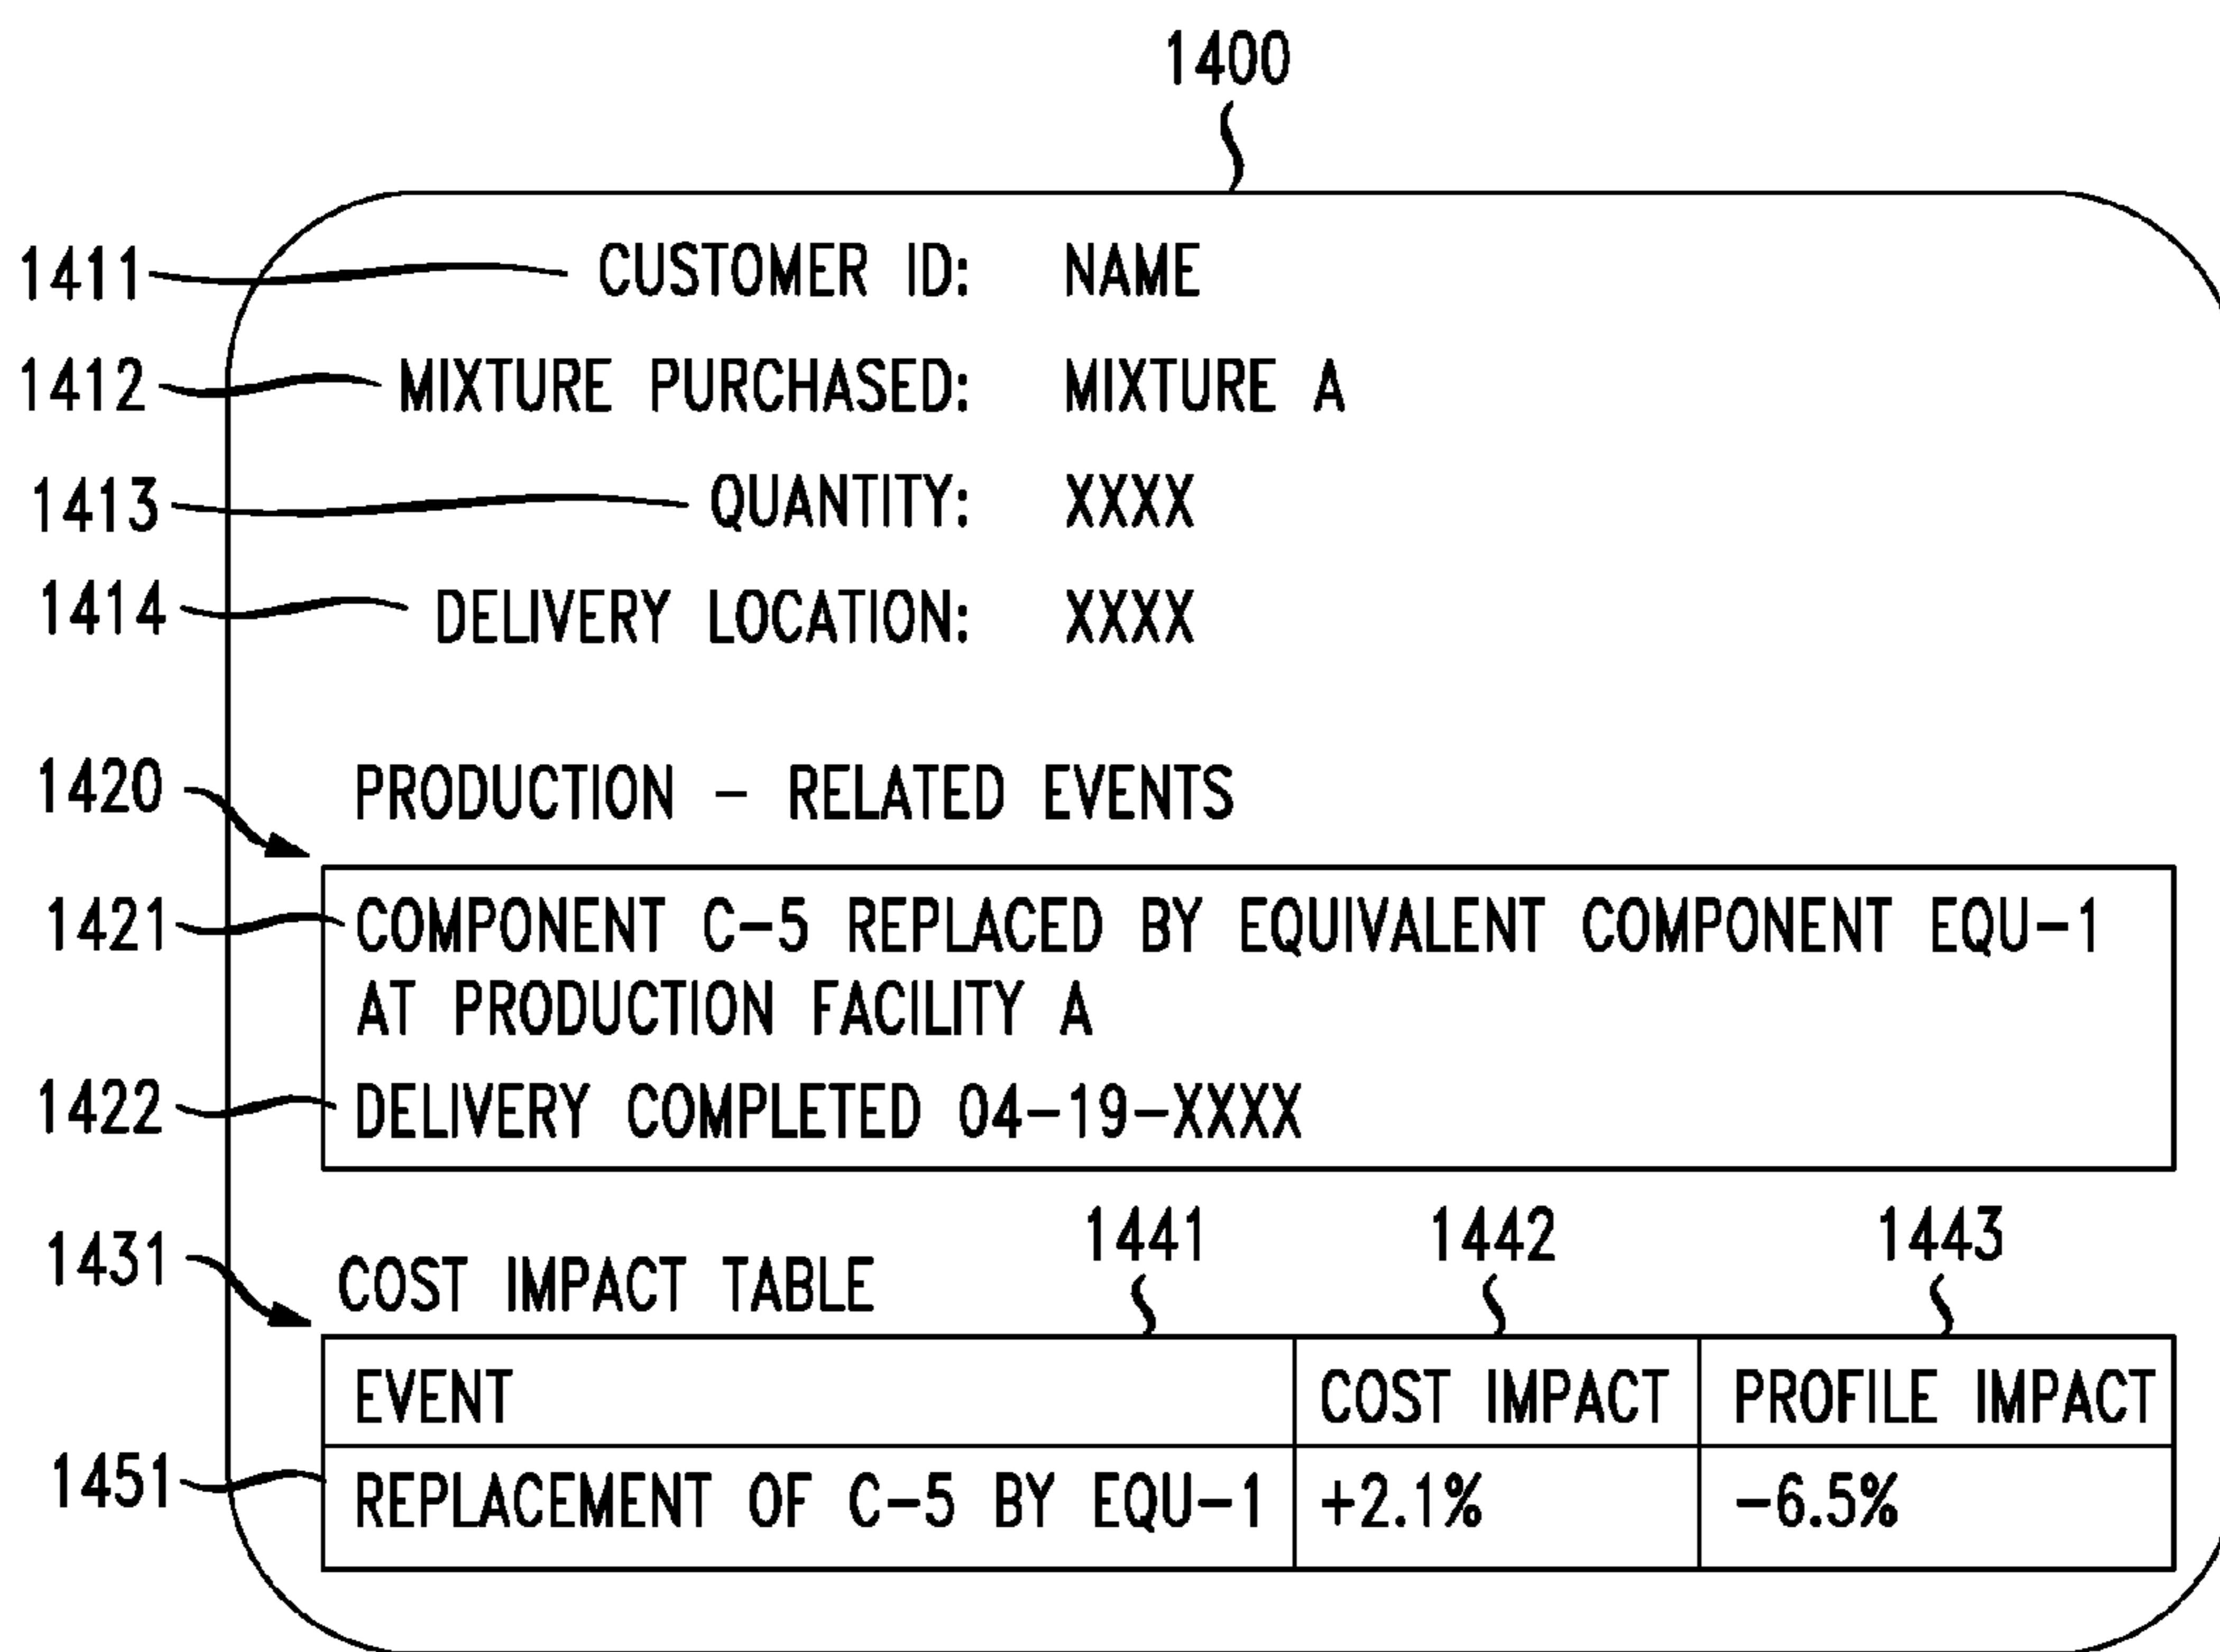 1400
1411 CUSTOMER ID: NAME
1412 MIXTURE PURCHASED: MIXTURE A
1413 QUANTITY: XXXX
1414 DELIVERY LOCATION: XXXX
1420 PRODUCTION - RELATED EVENTS
1421 COMPONENT C-5 REPLACED BY EQUIVALENT COMPONENT EQU-1
AT PRODUCTION FACILITY A
1422 DELIVERY COMPLETED 04-19-XXXX
1431 COST IMPACT TABLE 1441 1442 1443
EVENT COST IMPACT PROFILE IMPACT
1451 REPLACEMENT OF C-5 BY EQU-1 +2.1% -6.5%